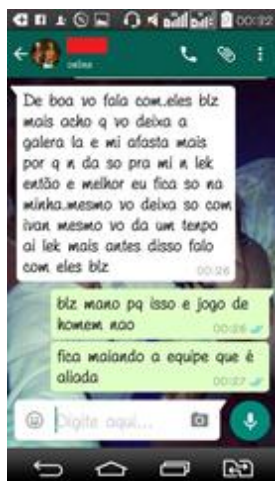 00:32
online
De boa vo fala com.eles blz
mais acho q vo deixa a
galera la e mi afasta mais
por q n da so pra mi n lek
então e melhor eu fica so na
minha.mesmo vo deixa so com
ivan mesmo vo da um tenpo
ai lek mais antes disso falo
com eles blz
00:26
blz mano pq isso e jogo de
homem nao
00:26
fica maiando a equipe que é
aliada
00:27
Digite aqui...